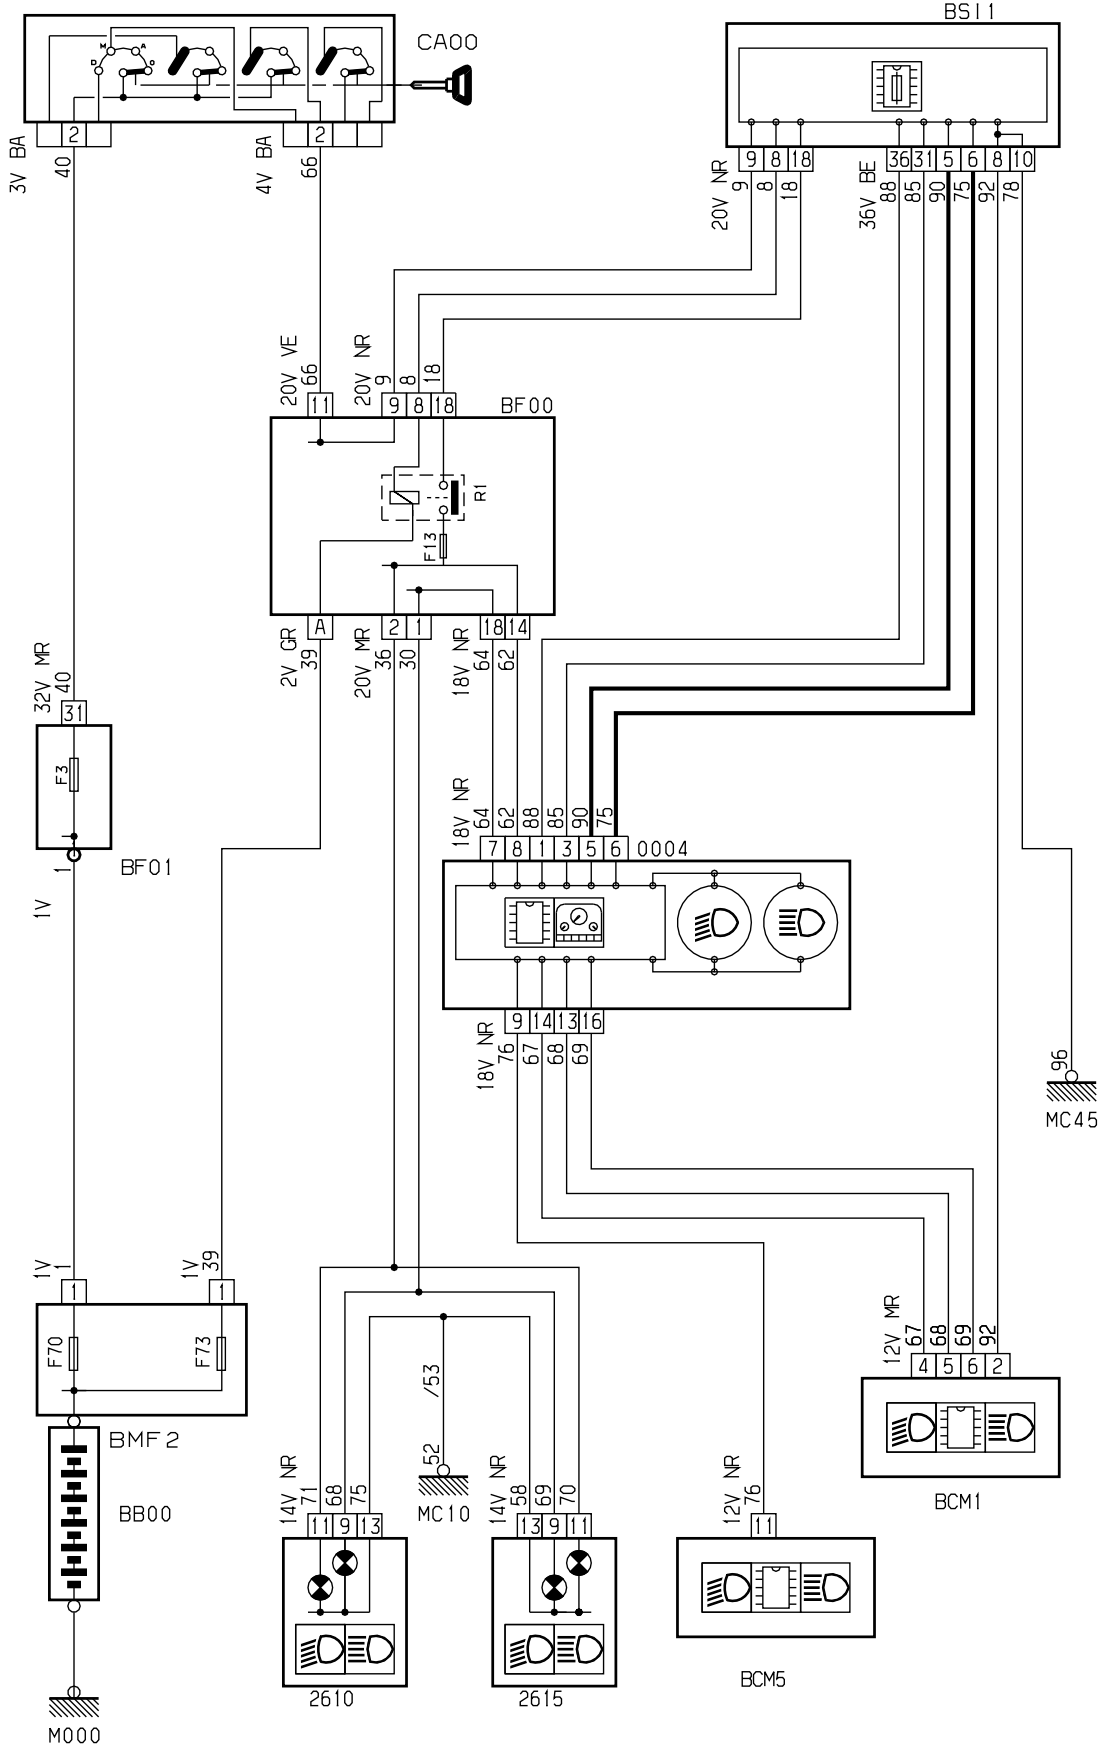 BSI1
CA00
M A
D O
2 2
3V BA
40
4V BA
66
9 8 18 36 31 5 6 8 10
20V NR
9
8
18
36V BE
88
85
90
75
92
78
20V VE
66
20V NR
9
8
18
11 9 8 18
BF00
R1
F13
A 2 1 18 14
2V GR
39
20V MR
36
30
18V NR
64
62
32V MR
40
31
F3
BF01
1
1V
18V NR
64
62
88
85
90
75
7 8 1 3 5 6
0004
9 14 13 16
18V NR
76
67
68
69
96
MC45
1V
1
1V
39
1 1
F70
F73
BMF2
BB00
M000
/53
52
MC10
14V NR
71
68
75
11 9 13
2610
14V NR
58
69
70
13 9 11
2615
12V NR
76
11
BCM5
12V MR
67
68
69
92
4 5 6 2
BCM1